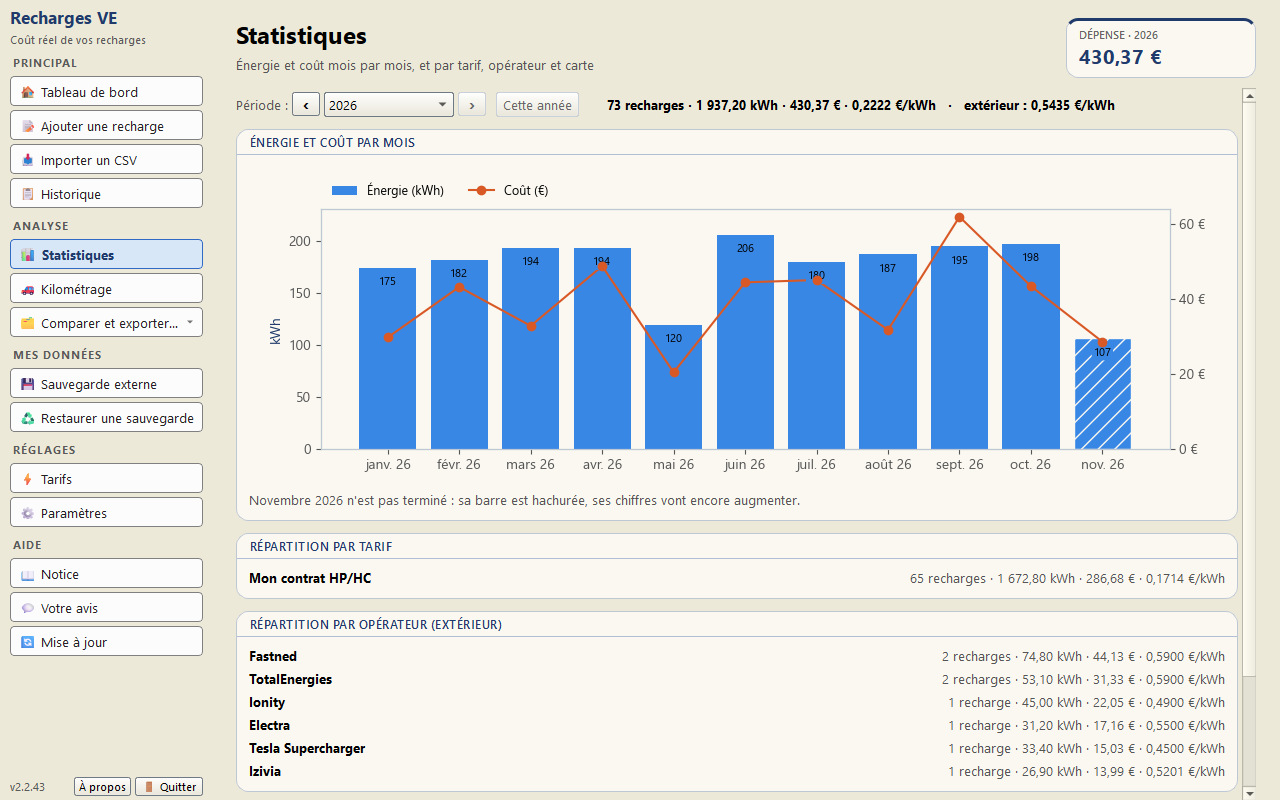 Recharges VE
Coût réel de vos recharges
PRINCIPAL
Tableau de bord
Ajouter une recharge
Importer un CSV
Historique
ANALYSE
Statistiques
Kilométrage
Comparer et exporter...
MES DONNÉES
Sauvegarde externe
Restaurer une sauvegarde
RÉGLAGES
Tarifs
Paramètres
AIDE
Notice
Votre avis
Mise à jour
v2.2.43
À propos
Quitter
Statistiques
Énergie et coût mois par mois, et par tarif, opérateur et carte
DÉPENSE · 2026
430,37 €
Période : ‹ 2026 › Cette année 73 recharges · 1 937,20 kWh · 430,37 € · 0,2222 €/kWh · extérieur : 0,5435 €/kWh
ÉNERGIE ET COÛT PAR MOIS
Énergie (kWh) Coût (€)
kWh
200
150
100
50
0
60 €
40 €
20 €
0 €
175 182 194 194 120 206 180 187 195 198 107
janv. 26 févr. 26 mars 26 avr. 26 mai 26 juin 26 juil. 26 août 26 sept. 26 oct. 26 nov. 26
Novembre 2026 n'est pas terminé : sa barre est hachurée, ses chiffres vont encore augmenter.
RÉPARTITION PAR TARIF
Mon contrat HP/HC 65 recharges · 1 672,80 kWh · 286,68 € · 0,1714 €/kWh
RÉPARTITION PAR OPÉRATEUR (EXTÉRIEUR)
Fastned 2 recharges · 74,80 kWh · 44,13 € · 0,5900 €/kWh
TotalEnergies 2 recharges · 53,10 kWh · 31,33 € · 0,5900 €/kWh
Ionity 1 recharge · 45,00 kWh · 22,05 € · 0,4900 €/kWh
Electra 1 recharge · 31,20 kWh · 17,16 € · 0,5500 €/kWh
Tesla Supercharger 1 recharge · 33,40 kWh · 15,03 € · 0,4500 €/kWh
Izivia 1 recharge · 26,90 kWh · 13,99 € · 0,5201 €/kWh